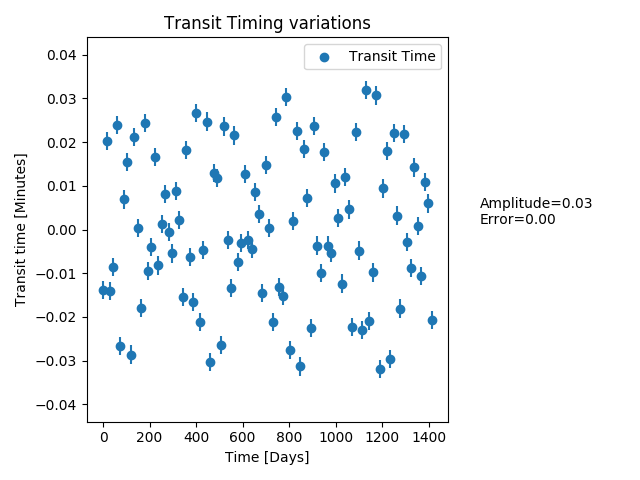 Transit Timing variations
Transit Time
0.04
0.03
0.02
0.01
0.00
−0.01
−0.02
−0.03
−0.04
Transit time [Minutes]
0 200 400 600 800 1000 1200 1400
Time [Days]
Amplitude=0.03
Error=0.00